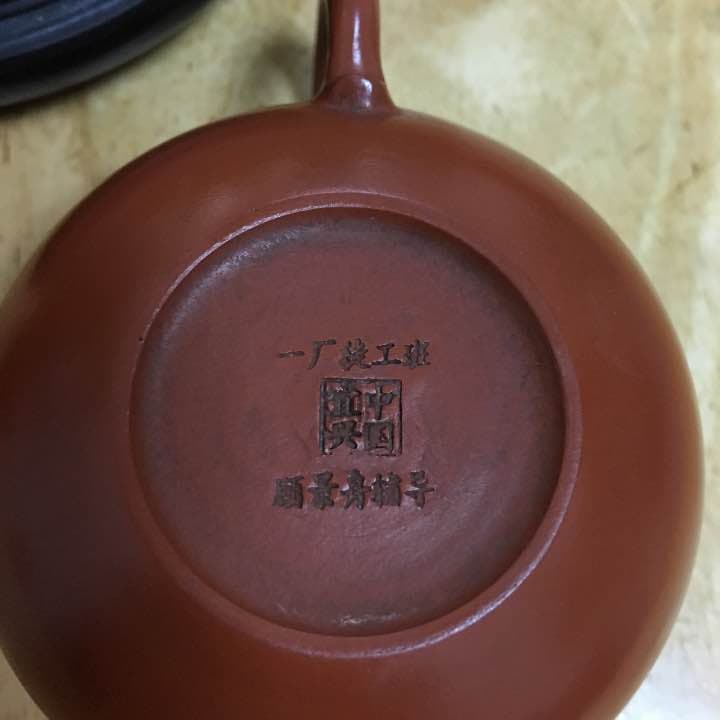 一厂技工班
中国
宜兴
顾景舟辅导